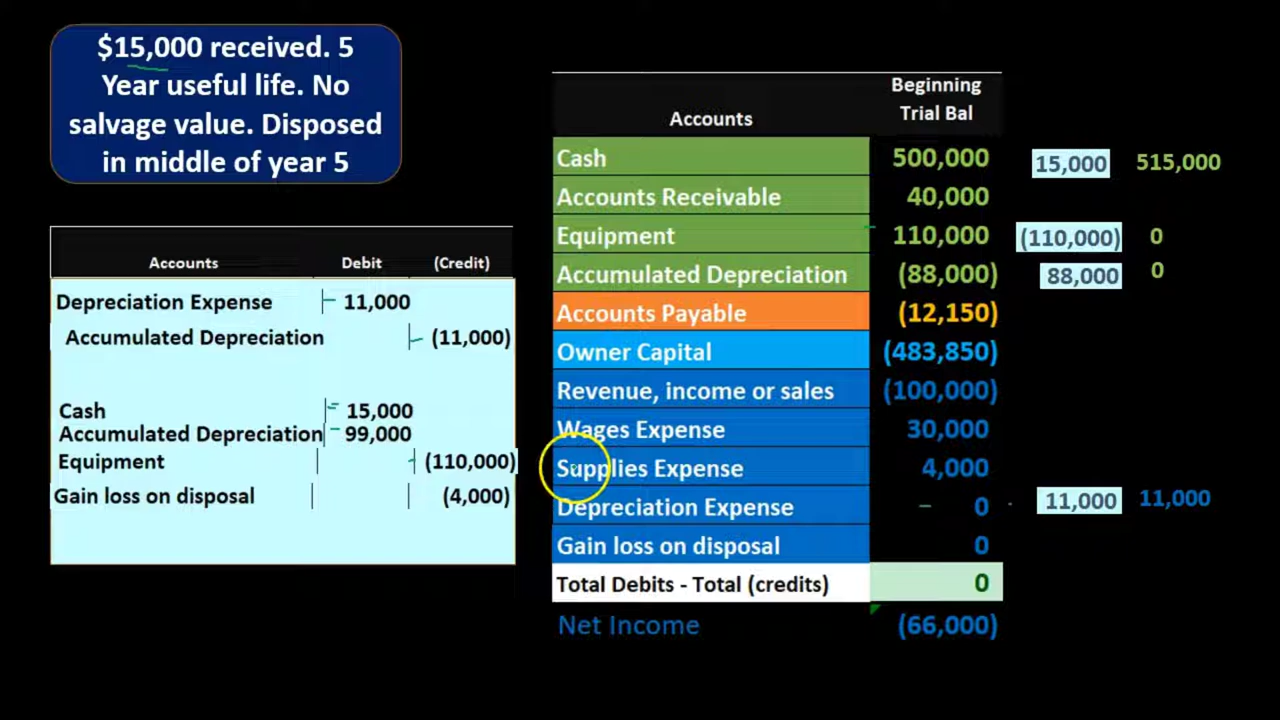 $15,000 received. 5
Year useful life. No
salvage value. Disposed
in middle of year 5
Accounts Debit (Credit)
Depreciation Expense 11,000
Accumulated Depreciation (11,000)
Cash 15,000
Accumulated Depreciation 99,000
Equipment (110,000)
Gain loss on disposal (4,000)
Beginning
Accounts Trial Bal
Cash 500,000 15,000 515,000
Accounts Receivable 40,000
Equipment 110,000 (110,000) 0
Accumulated Depreciation (88,000) 88,000 0
Accounts Payable (12,150)
Owner Capital (483,850)
Revenue, income or sales (100,000)
Wages Expense 30,000
Supplies Expense 4,000
Depreciation Expense 0 11,000 11,000
Gain loss on disposal 0
Total Debits - Total (credits) 0
Net Income (66,000)